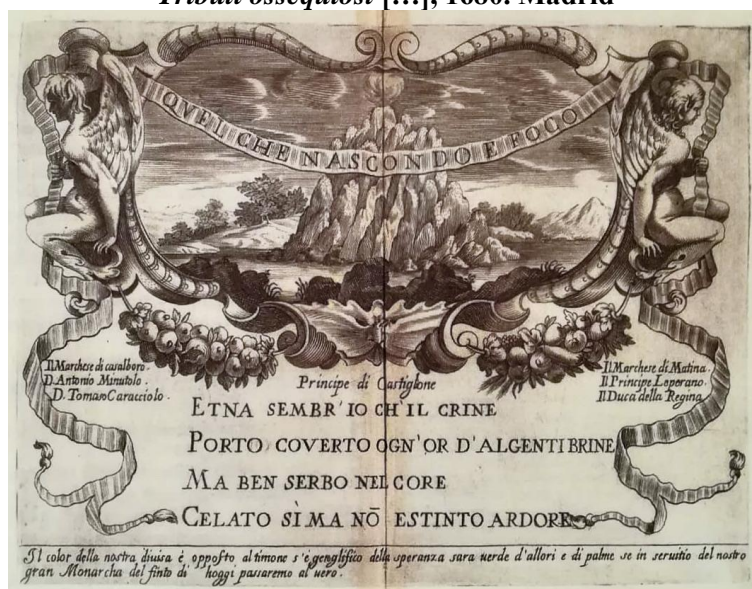 Tributi ossequiosi [...], 1680. Madrid
QVEL CHE NASCONDO E FOCO
Il Marchese di casalboro.
D. Antonio Minutolo.
D. Tomaso Caracciolo.
Principe di Castiglone
Il Marchese di Matina.
Il Principe Loperano.
Il Duca della Regina
ETNA SEMBR'IO CH'IL CRINE
PORTO COVERTO OGN'OR D'ALGENTI BRINE
MA BEN SERBO NEL CORE
CELATO SÌ MA NŌ ESTINTO ARDORE
Il color della nostra diuisa è opposto al timone s'è geroglifico della speranza sara uerde d'allori e di palme se in seruitio del nostro
gran Monarcha del finto di hoggi passaremo al uero.